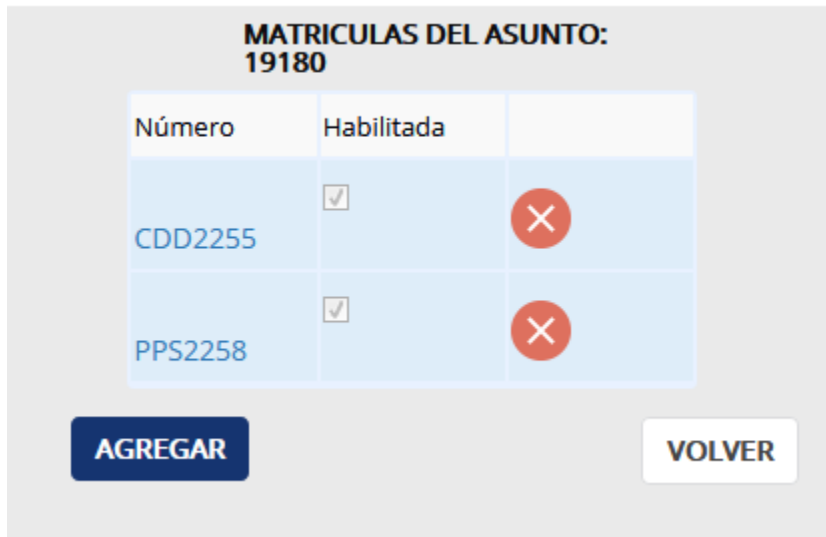 MATRICULAS DEL ASUNTO:
19180
Número Habilitada
CDD2255
PPS2258
AGREGAR VOLVER